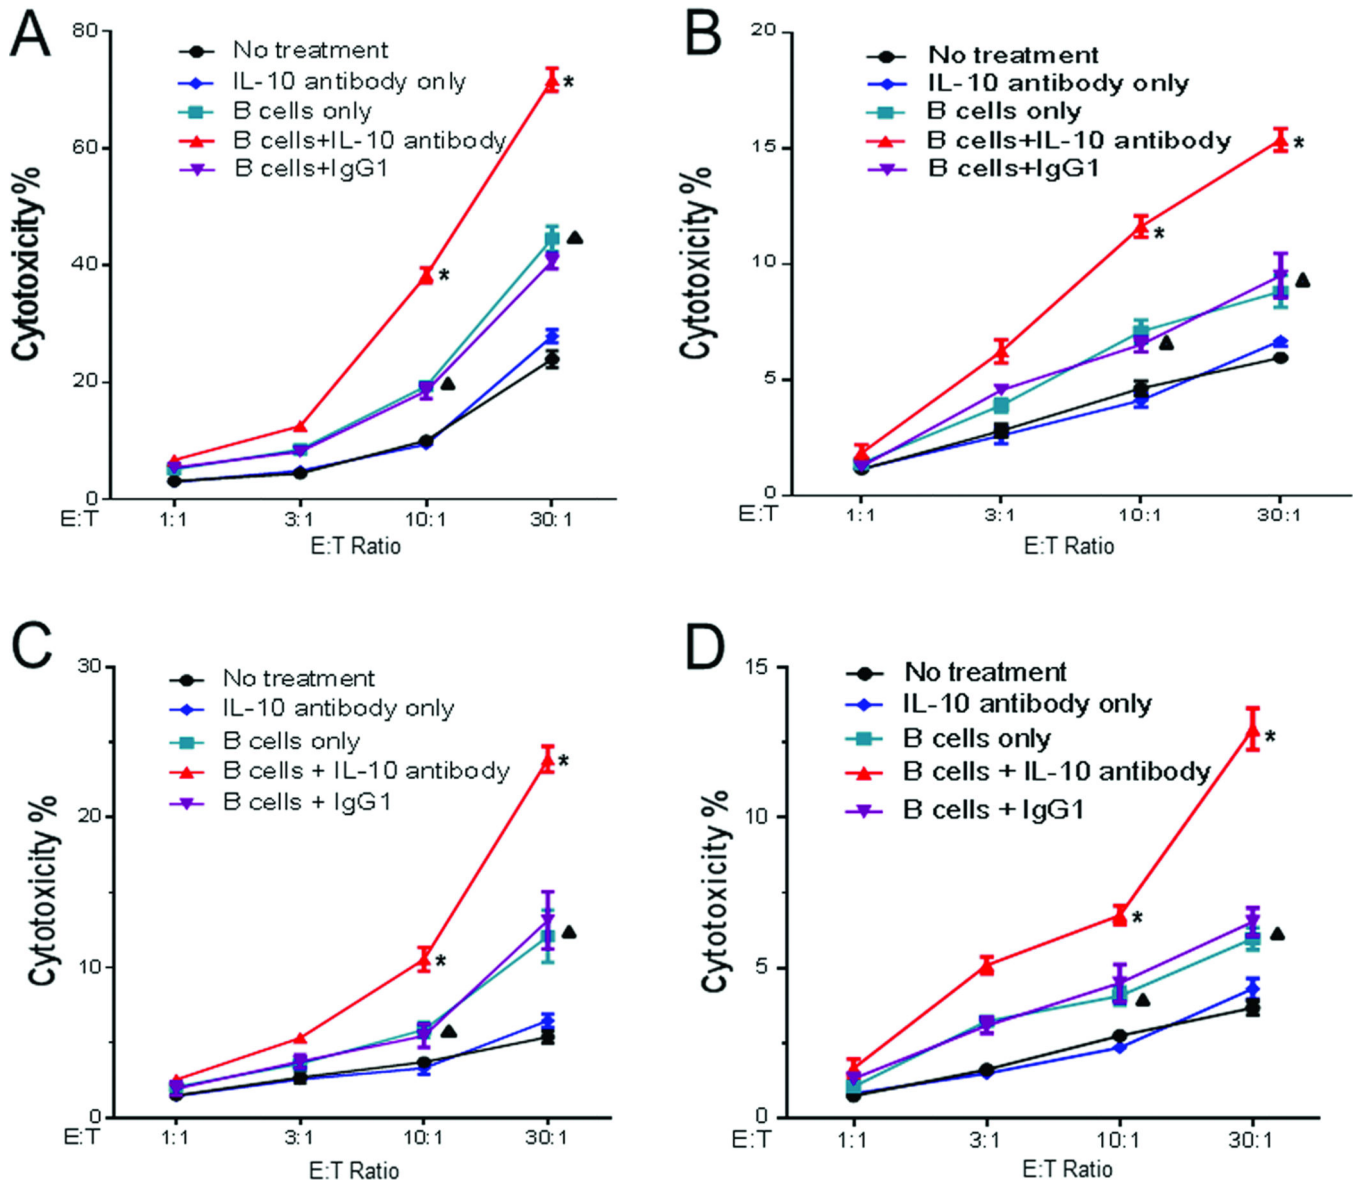 A
80
60
40
20
0
Cytotoxicity%
No treatment
IL-10 antibody only
B cells only
B cells+IL-10 antibody
B cells+IgG1
*
*
E:T 1:1 3:1 10:1 30:1
E:T Ratio
B
20
15
10
5
0
Cytotoxicity %
No treatment
IL-10 antibody only
B cells only
B cells+IL-10 antibody
B cells+IgG1
*
*
E:T 1:1 3:1 10:1 30:1
E:T Ratio
C
30
20
10
0
Cytotoxicity %
No treatment
IL-10 antibody only
B cells only
B cells + IL-10 antibody
B cells + IgG1
*
*
E:T 1:1 3:1 10:1 30:1
E:T Ratio
D
15
10
5
0
Cytotoxicity %
No treatment
IL-10 antibody only
B cells only
B cells + IL-10 antibody
B cells + IgG1
*
*
E:T 1:1 3:1 10:1 30:1
E:T Ratio